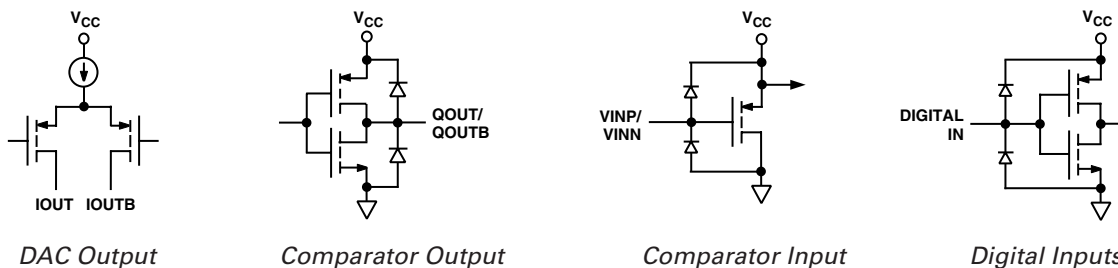 VCC
IOUT IOUTB
DAC Output
VCC
QOUT/
QOUTB
Comparator Output
VCC
VINP/
VINN
Comparator Input
VCC
DIGITAL
IN
Digital Inputs